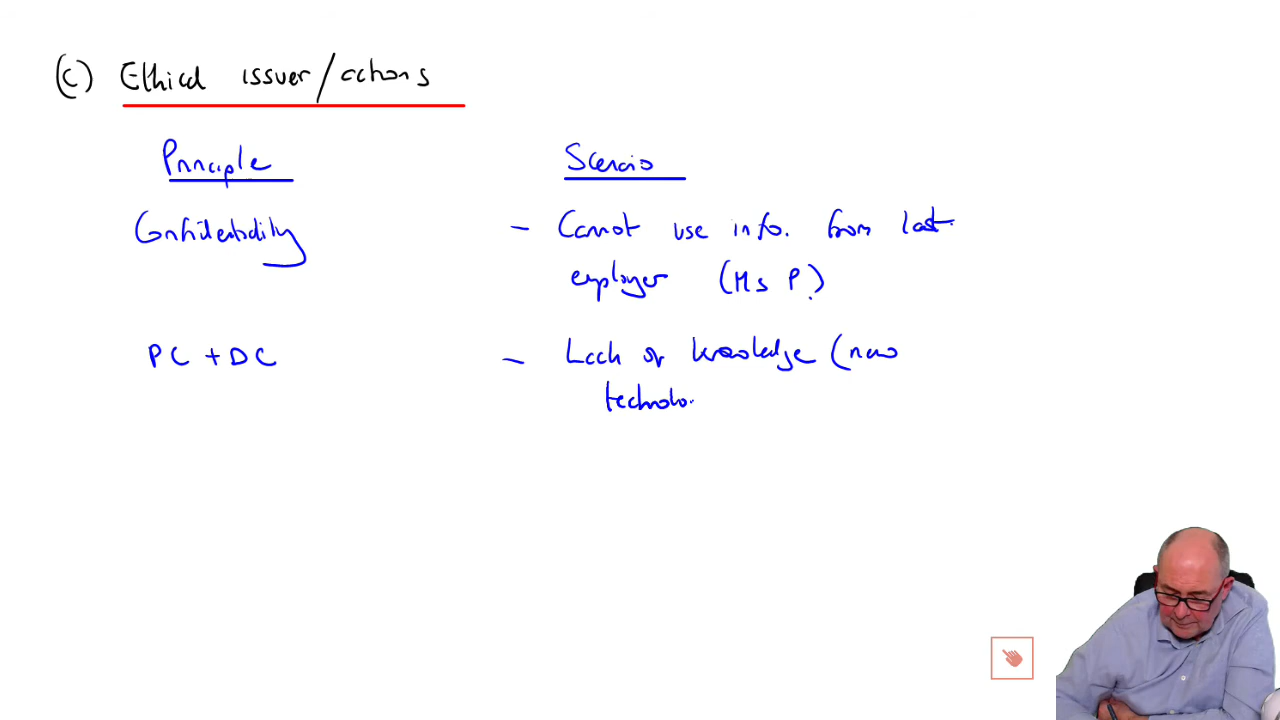 (c) Ethical issues/actions
Principle Scenario
Confidentiality - Cannot use info. from last
employer (Ms P.)
PC + DC - Lack of knowledge (new
technolo